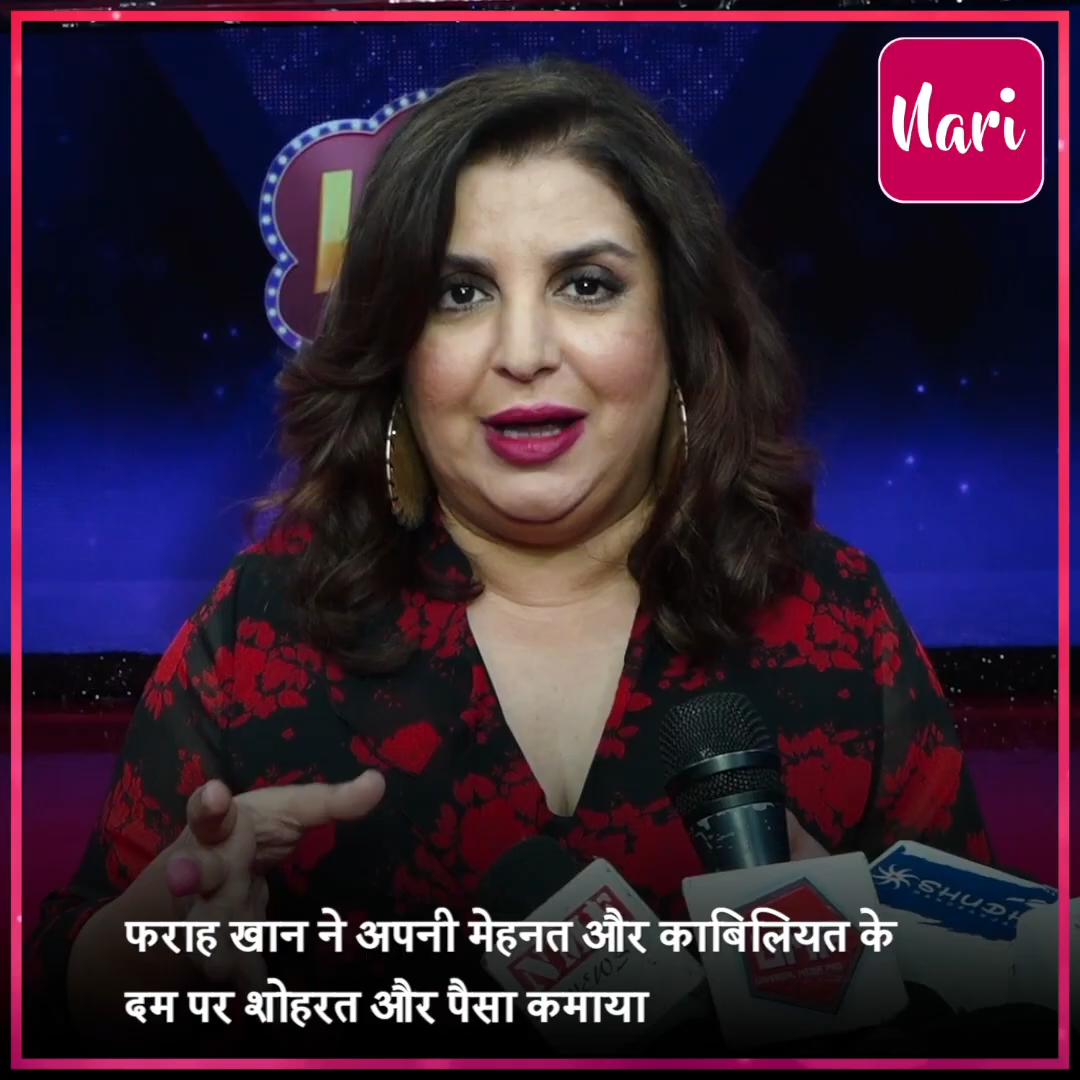 Nari
फराह खान ने अपनी मेहनत और काबिलियत के
दम पर शोहरत और पैसा कमाया